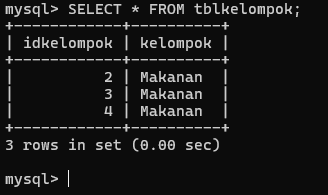 mysql> SELECT * FROM tblkelompok;
+------------+----------+
| idkelompok | kelompok |
+------------+----------+
|          2 | Makanan  |
|          3 | Makanan  |
|          4 | Makanan  |
+------------+----------+
3 rows in set (0.00 sec)

mysql>